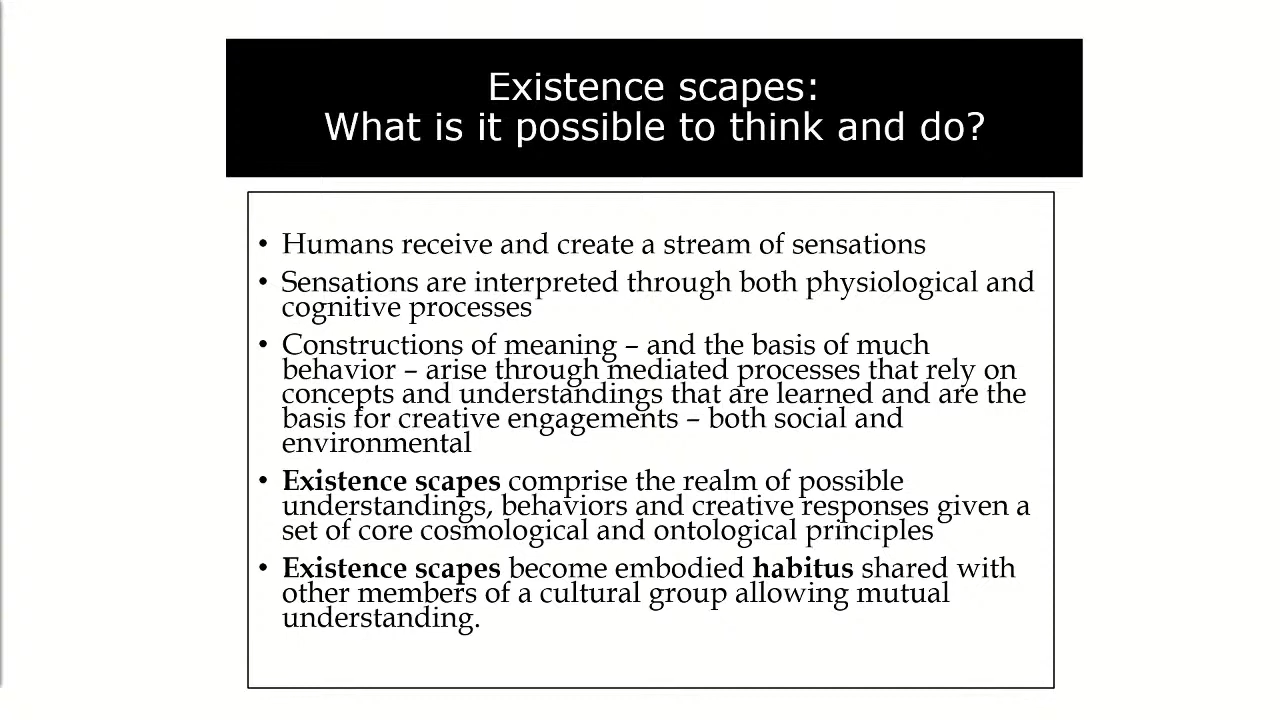 Existence scapes:
What is it possible to think and do?
• Humans receive and create a stream of sensations
• Sensations are interpreted through both physiological and
cognitive processes
• Constructions of meaning – and the basis of much
behavior – arise through mediated processes that rely on
concepts and understandings that are learned and are the
basis for creative engagements – both social and
environmental
• Existence scapes comprise the realm of possible
understandings, behaviors and creative responses given a
set of core cosmological and ontological principles
• Existence scapes become embodied habitus shared with
other members of a cultural group allowing mutual
understanding.